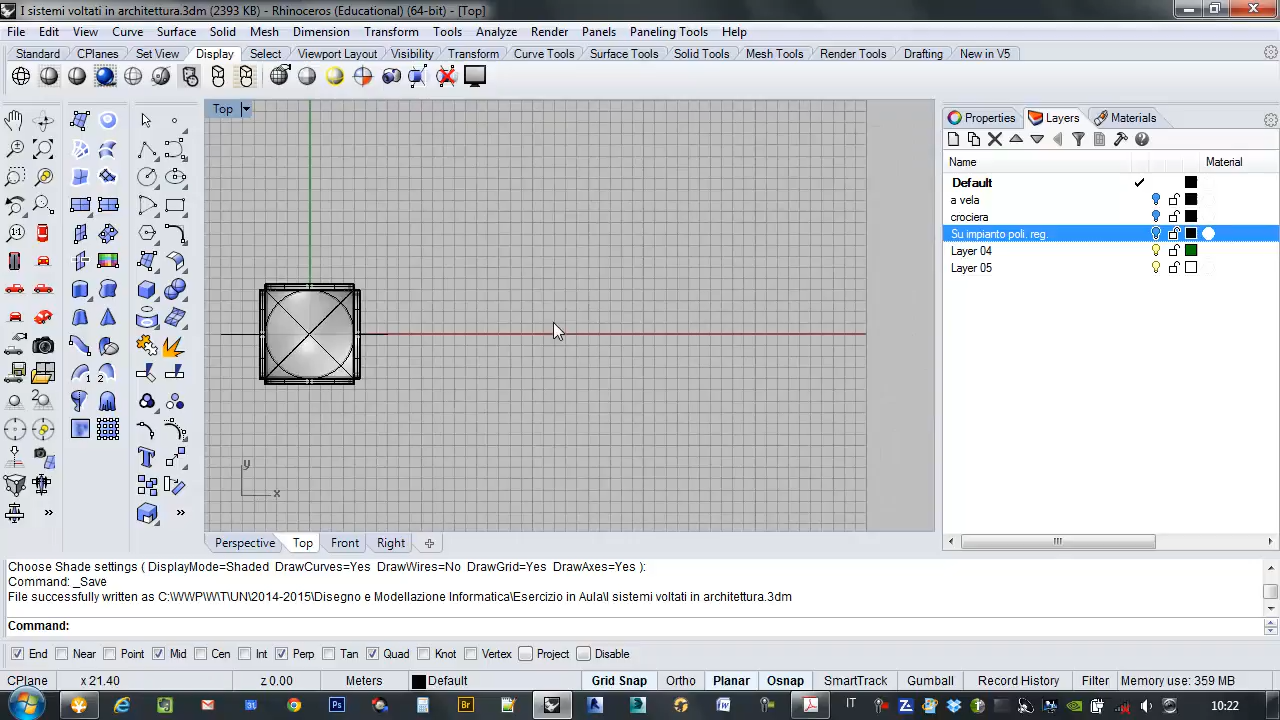 I sistemi voltati in architettura.3dm (2393 KB) - Rhinoceros (Educational) (64-bit) - [Top]
File Edit View Curve Surface Solid Mesh Dimension Transform Tools Analyze Render Panels Paneling Tools Help
Standard CPlanes Set View Display Select Viewport Layout Visibility Transform Curve Tools Surface Tools Solid Tools Mesh Tools Render Tools Drafting New in V5
Top
Properties Layers Materials
Name Material
Default
a vela
crociera
Su impianto poli. reg.
Layer 04
Layer 05
y
x
Perspective Top Front Right
Choose Shade settings ( DisplayMode=Shaded DrawCurves=Yes DrawWires=No DrawGrid=Yes DrawAxes=Yes ):
Command: _Save
File successfully written as C:\WWP\W\T\UN\2014-2015\Disegno e Modellazione Informatica\Esercizio in Aula\I sistemi voltati in architettura.3dm
Command:
End Near Point Mid Cen Int Perp Tan Quad Knot Vertex Project Disable
CPlane x 21.40 z 0.00 Meters Default Grid Snap Ortho Planar Osnap SmartTrack Gumball Record History Filter Memory use: 359 MB
IT 10:22